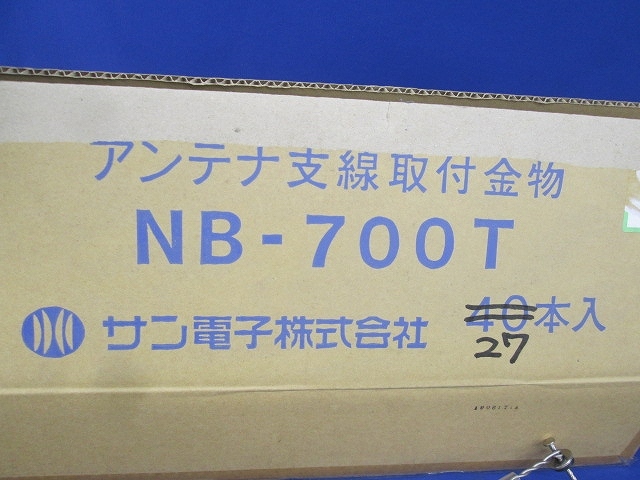 アンテナ支線取付金物
NB-700T
サン電子株式会社
40本入
27